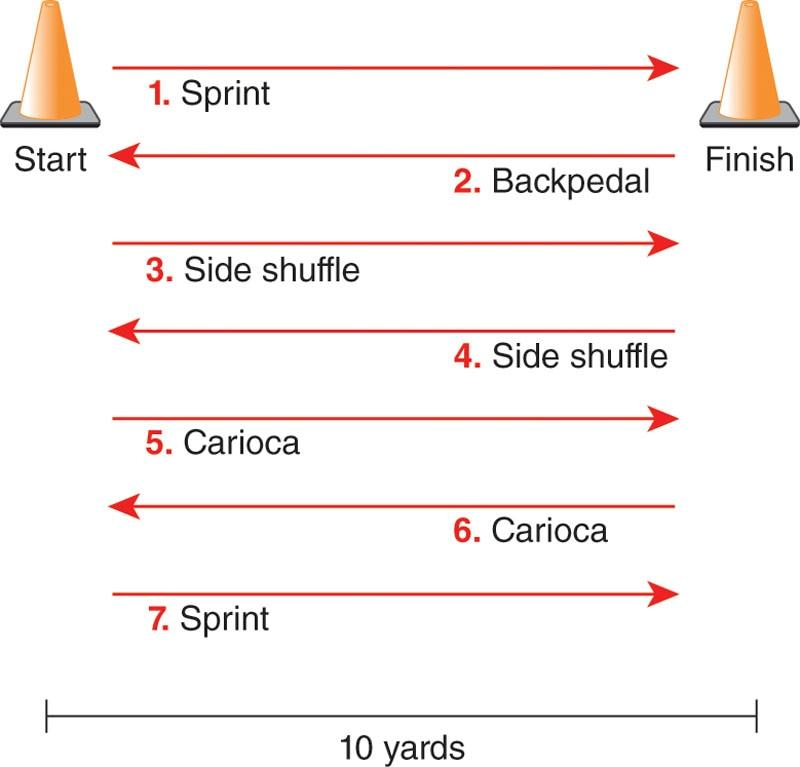 1. Sprint
Start
Finish
2. Backpedal
3. Side shuffle
4. Side shuffle
5. Carioca
6. Carioca
7. Sprint
10 yards